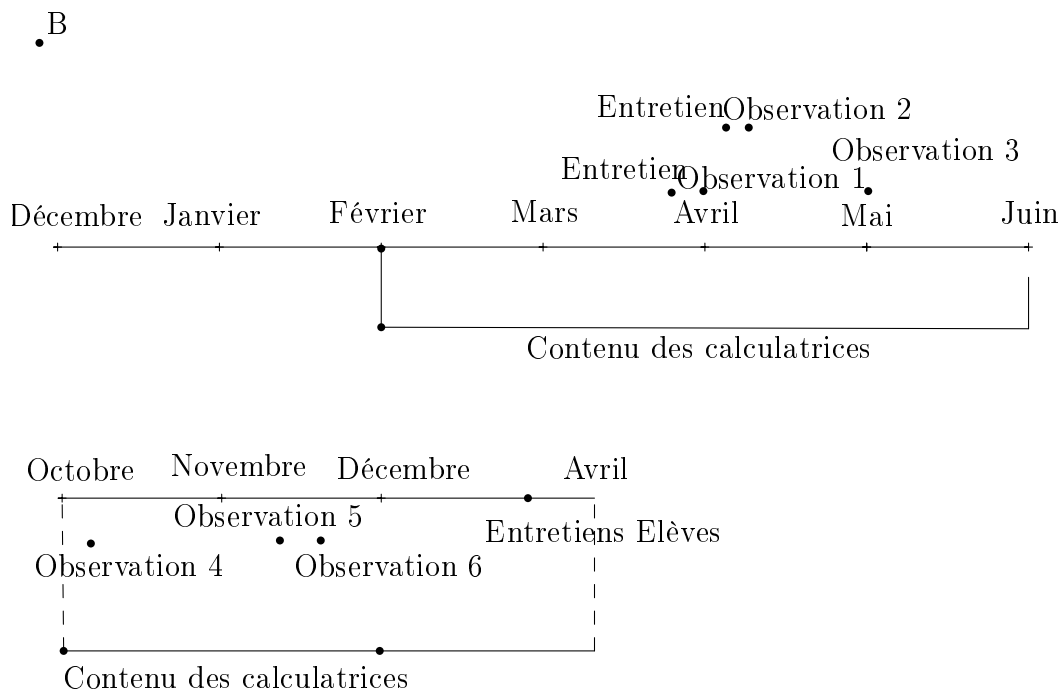 B
Entretien Observation 2
Observation 3
Entretien Observation 1
Décembre Janvier Février Mars Avril Mai Juin
Contenu des calculatrices
Octobre Novembre Décembre Avril
Observation 5
Entretiens Elèves
Observation 4 Observation 6
Contenu des calculatrices